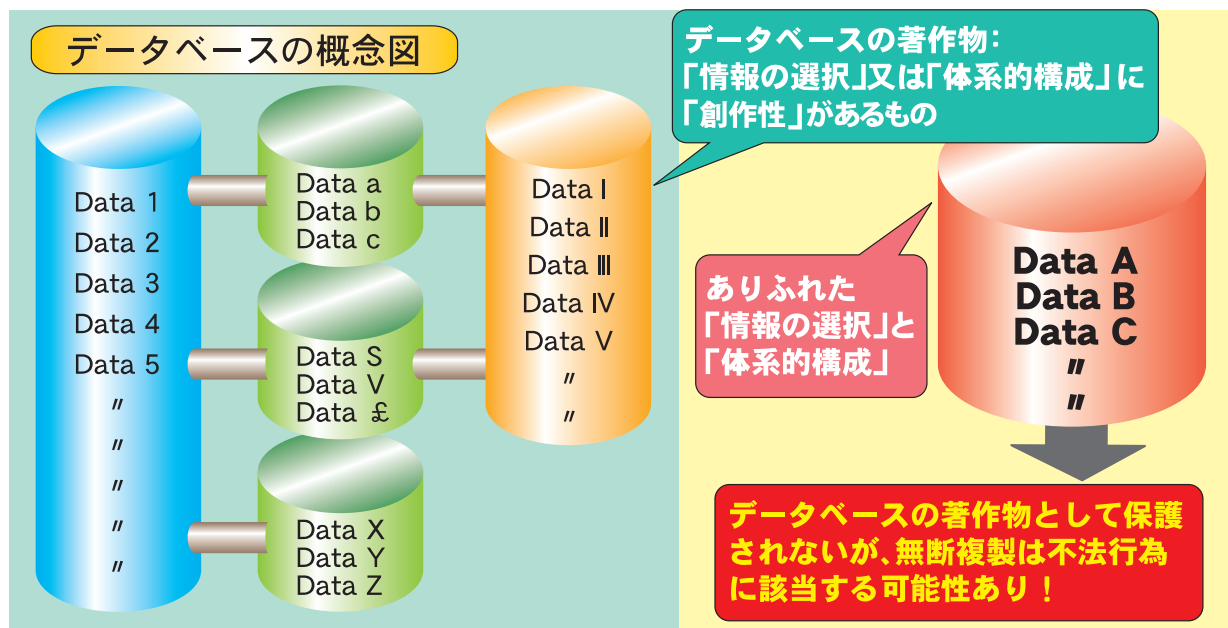 データベースの概念図
Data 1
Data 2
Data 3
Data 4
Data 5
〃
〃
〃
〃
〃
Data a
Data b
Data c
Data S
Data V
Data £
Data X
Data Y
Data Z
Data Ⅰ
Data Ⅱ
Data Ⅲ
Data Ⅳ
Data Ⅴ
〃
〃
データベースの著作物：
「情報の選択」又は「体系的構成」に
「創作性」があるもの
ありふれた
「情報の選択」と
「体系的構成」
Data A
Data B
Data C
〃
〃
データベースの著作物として保護
されないが、無断複製は不法行為
に該当する可能性あり！